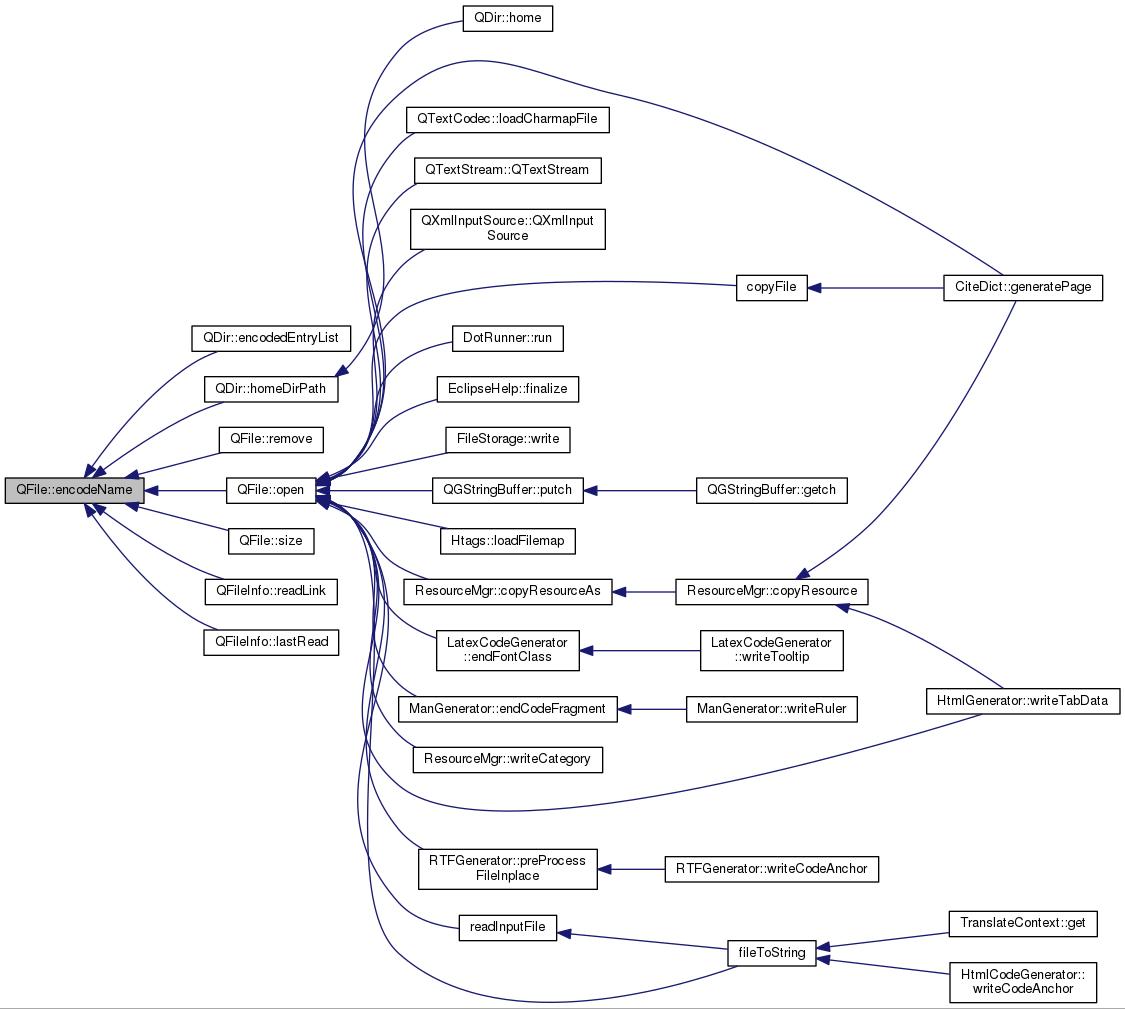 QDir::home
QTextCodec::loadCharmapFile
QTextStream::QTextStream
QXmlInputSource::QXmlInput
Source
copyFile
CiteDict::generatePage
QDir::encodedEntryList
DotRunner::run
QDir::homeDirPath
EclipseHelp::finalize
QFile::remove
FileStorage::write
QFile::encodeName
QFile::open
QGStringBuffer::putch
QGStringBuffer::getch
QFile::size
Htags::loadFilemap
QFileInfo::readLink
ResourceMgr::copyResourceAs
ResourceMgr::copyResource
QFileInfo::lastRead
LatexCodeGenerator
::endFontClass
LatexCodeGenerator
::writeTooltip
HtmlGenerator::writeTabData
ManGenerator::endCodeFragment
ManGenerator::writeRuler
ResourceMgr::writeCategory
RTFGenerator::preProcess
FileInplace
RTFGenerator::writeCodeAnchor
readInputFile
TranslateContext::get
fileToString
HtmlCodeGenerator::
writeCodeAnchor